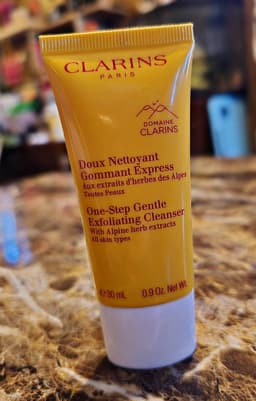 CLARINS
PARIS
DOMAINE
CLARINS
Doux Nettoyant
Gommant Express
Aux extraits d'herbes des Alpes
Toutes Peaux
One-Step Gentle
Exfoliating Cleanser
With Alpine herb extracts
All skin types
℮ 30 mL 0.9 Oz. Net Wt.